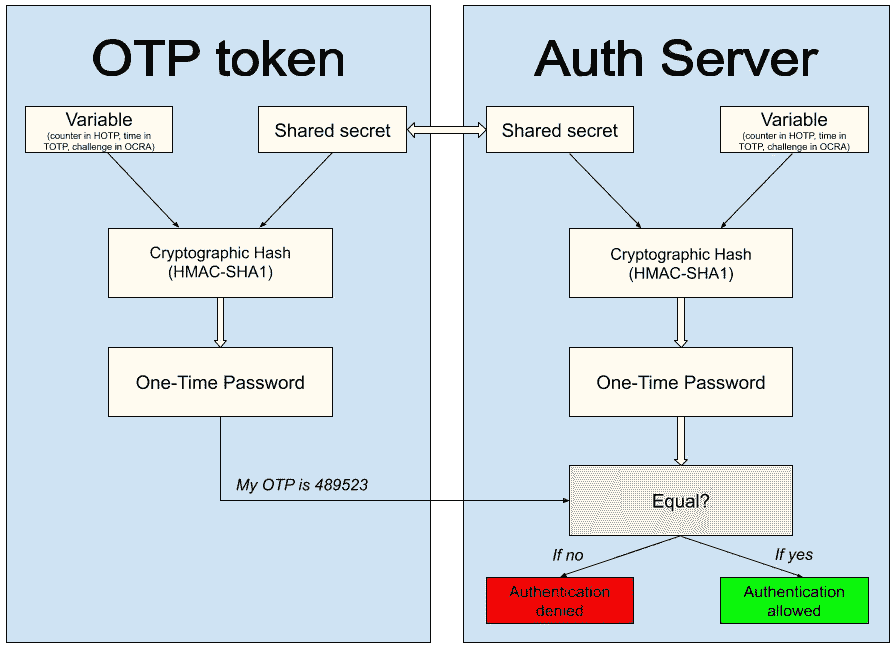 OTP token
Variable
(counter in HOTP, time in
TOTP, challenge in OCRA)
Shared secret
Cryptographic Hash
(HMAC-SHA1)
One-Time Password
My OTP is 489523
Auth Server
Shared secret
Variable
(counter in HOTP, time in
TOTP, challenge in OCRA)
Cryptographic Hash
(HMAC-SHA1)
One-Time Password
Equal?
If no
If yes
Authentication
denied
Authentication
allowed